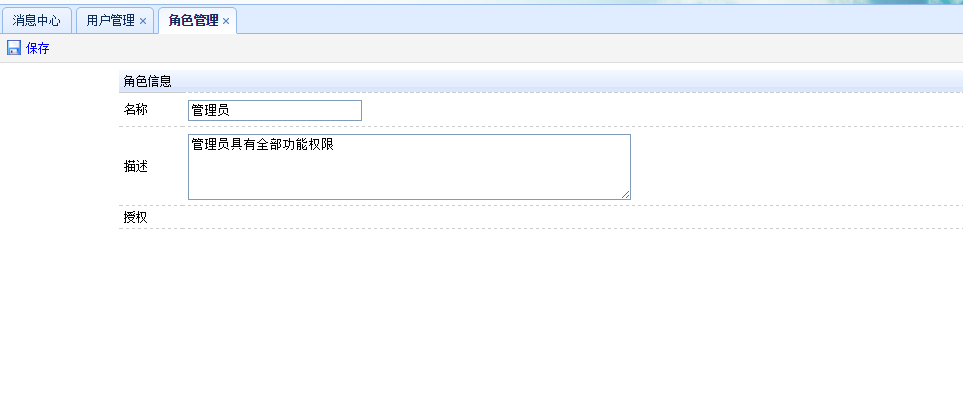 消息中心 用户管理 × 角色管理 ×
保存
角色信息
名称 管理员
描述 管理员具有全部功能权限
授权